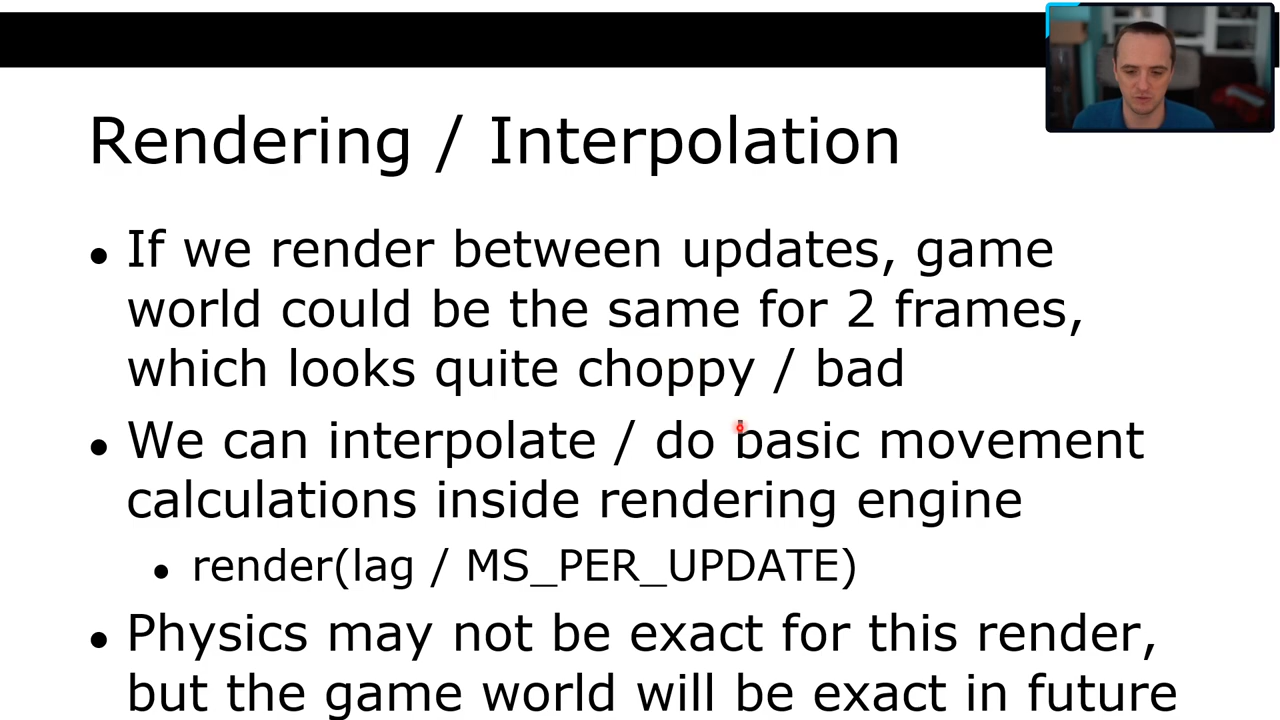 Rendering / Interpolation
● If we render between updates, game
world could be the same for 2 frames,
which looks quite choppy / bad
● We can interpolate / do basic movement
calculations inside rendering engine
● render(lag / MS_PER_UPDATE)
● Physics may not be exact for this render,
but the game world will be exact in future